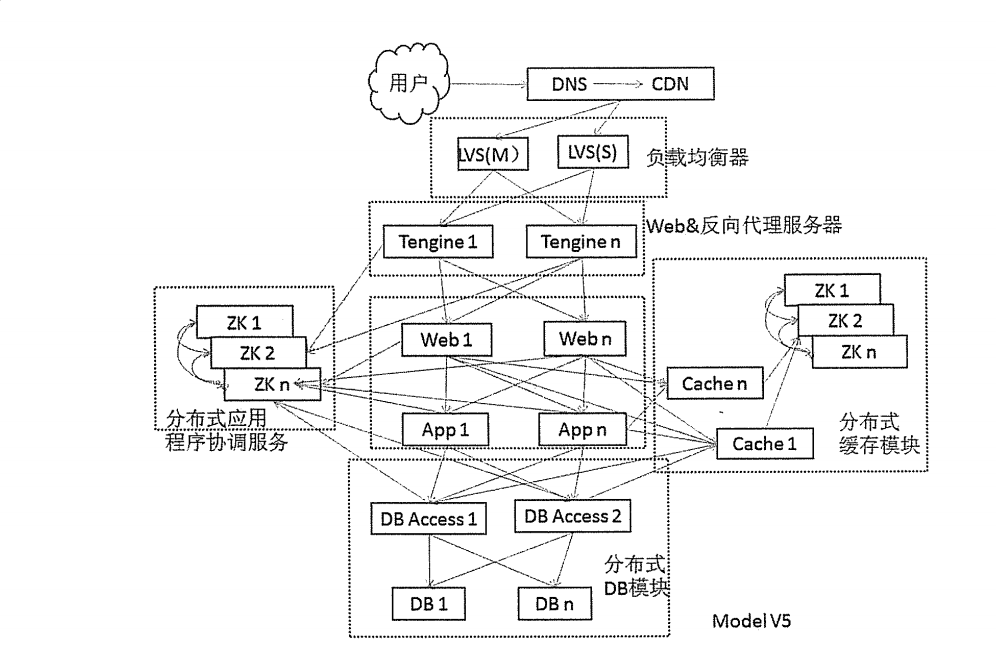 用户
DNS
CDN
LVS(M)
LVS(S)
负载均衡器
Tengine 1
Tengine n
Web&反向代理服务器
ZK 1
ZK 2
ZK n
分布式应用
程序协调服务
Web 1
Web n
App 1
App n
ZK 1
ZK 2
ZK n
Cache n
Cache 1
分布式
缓存模块
DB Access 1
DB Access 2
DB 1
DB n
分布式
DB模块
Model V5